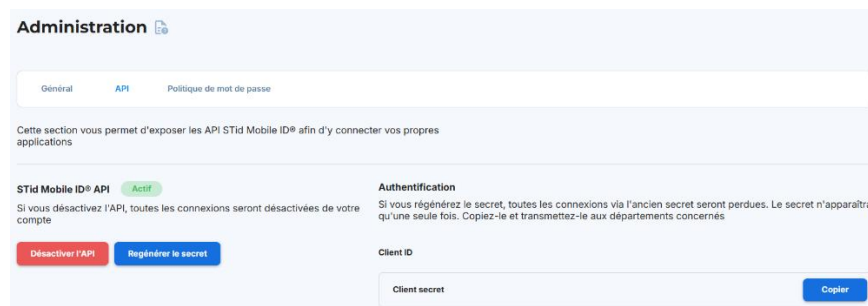 Administration
Général API Politique de mot de passe
Cette section vous permet d'exposer les API STid Mobile ID® afin d'y connecter vos propres
applications
STid Mobile ID® API Actif
Si vous désactivez l'API, toutes les connexions seront désactivées de votre
compte
Désactiver l'API Regénérer le secret
Authentification
Si vous régénérez le secret, toutes les connexions via l'ancien secret seront perdues. Le secret n'apparaîtra
qu'une seule fois. Copiez-le et transmettez-le aux départements concernés
Client ID
Client secret Copier